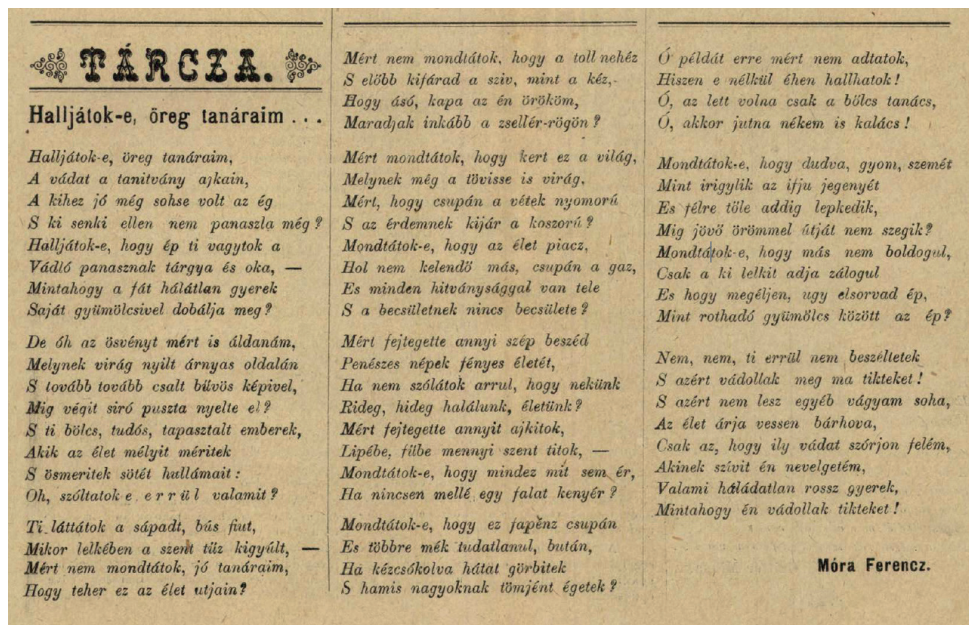 TÁRCZA.
Halljátok-e, öreg tanáraim . . .
Halljátok-e, öreg tanáraim,
A vádat a tanitvány ajkain,
A kihez jó még sohse volt az ég
S ki senki ellen nem panaszla még?
Halljátok-e, hogy ép ti vagytok a
Vádló panasznak tárgya és oka, —
Mintahogy a fát hálátlan gyerek
Saját gyümölcsivel dobálja meg?
De óh az ösvényt mért is áldanám,
Melynek virág nyilt árnyas oldalán
S tovább tovább csalt büvös képivel,
Mig végit siró puszta nyelte el?
S ti bölcs, tudós, tapasztalt emberek,
Akik az élet mélyit méritek
S ösmeritek sötét hullámait:
Oh, szóltatok e errül valamit?
Ti láttátok a sápadt, bús fiut,
Mikor lelkében a szent tüz kigyúlt, —
Mért nem mondtátok, jó tanáraim,
Hogy teher ez az élet utjain?
Mért nem mondtátok, hogy a toll nehéz
S elöbb kifárad a sziv, mint a kéz,
Hogy ásó, kapa az én örököm,
Maradjak inkább a zsellér-rögön?
Mért mondtátok, hogy kert ez a világ,
Melynek még a tövisse is virág,
Mért, hogy csupán a vétek nyomorú
S az érdemnek kijár a koszorú?
Mondtátok-e, hogy az élet piacz,
Hol nem kelendö más, csupán a gaz,
Es minden hitványsággal van tele
S a becsületnek nincs becsülete?
Mért fejtegette annyi szép beszéd
Penészes népek fényes életét,
Ha nem szólátok arrul, hogy nekünk
Rideg, hideg halálunk, életünk?
Mért fejtegette annyit ajkitok,
Lipébe, fübe mennyi szent titok, —
Mondtátok-e, hogy mindez mit sem ér,
Ha nincsen mellé egy falat kenyér?
Mondtátok-e, hogy ez japénz csupán
Es többre mék tudatlanul, bután,
Ha kézcsókolva hátat görbitek
S hamis nagyoknak tömjént égetek?
Ó példát erre mért nem adtatok,
Hiszen e nélkül éhen hallhatok!
Ó, az lett volna csak a bölcs tanács,
Ó, akkor jutna nékem is kalács!
Mondtátok-e, hogy dudva, gyom, szemét
Mint irigylik az ifju jegenyét
Es félre töle addig lepkedik,
Mig jövö örömmel útját nem szegik?
Mondtátok-e, hogy más nem boldogul,
Csak a ki lelkit adja zálogul
Es hogy megéljen, ugy elsorvad ép,
Mint rothadó gyümölcs között az ép?
Nem, nem, ti errül nem beszéltetek
S azért vádollak meg ma tikteket!
S azért nem lesz egyéb vágyam soha,
Az élet árja vessen bárhova,
Csak az, hogy ily vádat szórjon felém,
Akinek szivit én nevelgetém,
Valami háládatlan rossz gyerek,
Mintahogy én vádollak tikteket!
Móra Ferencz.